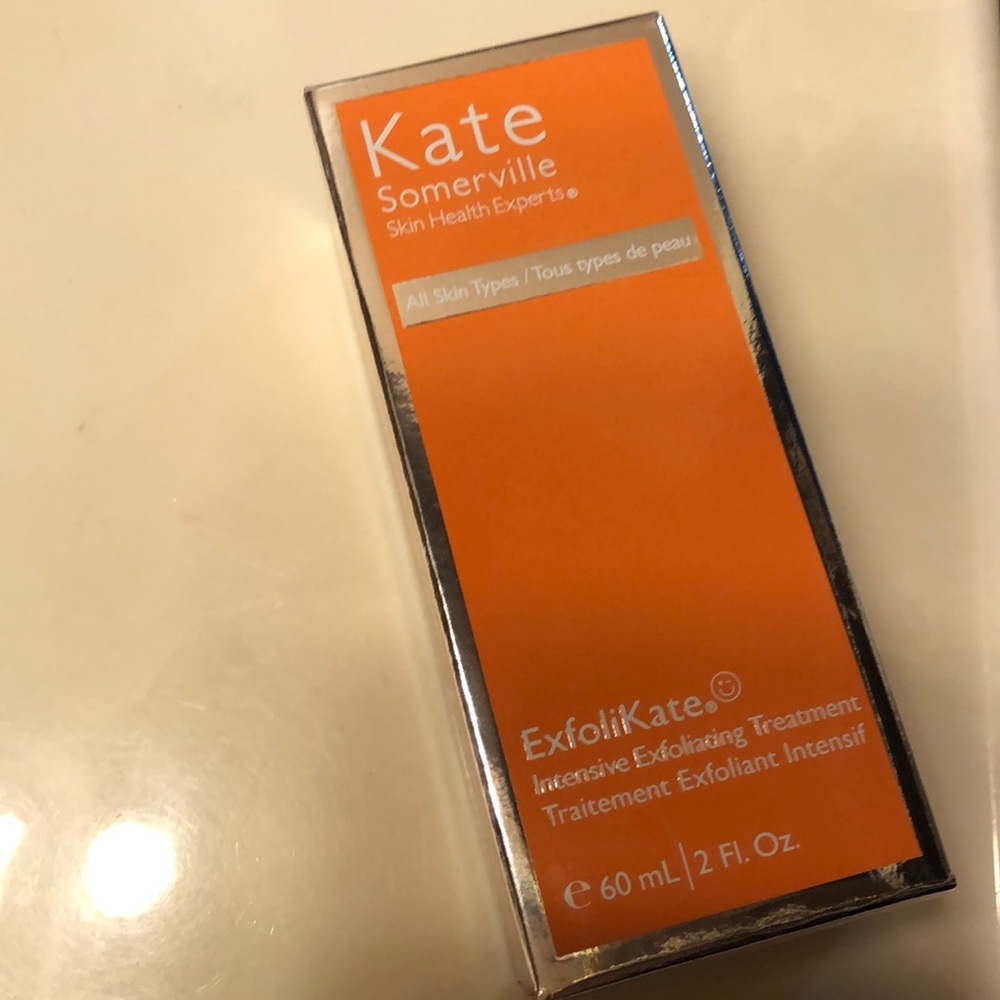 Kate
Somerville
Skin Health Experts®
All Skin Types / Tous types de peau
ExfoliKate®
Intensive Exfoliating Treatment
Traitement Exfoliant Intensif
℮ 60 mL | 2 Fl. Oz.